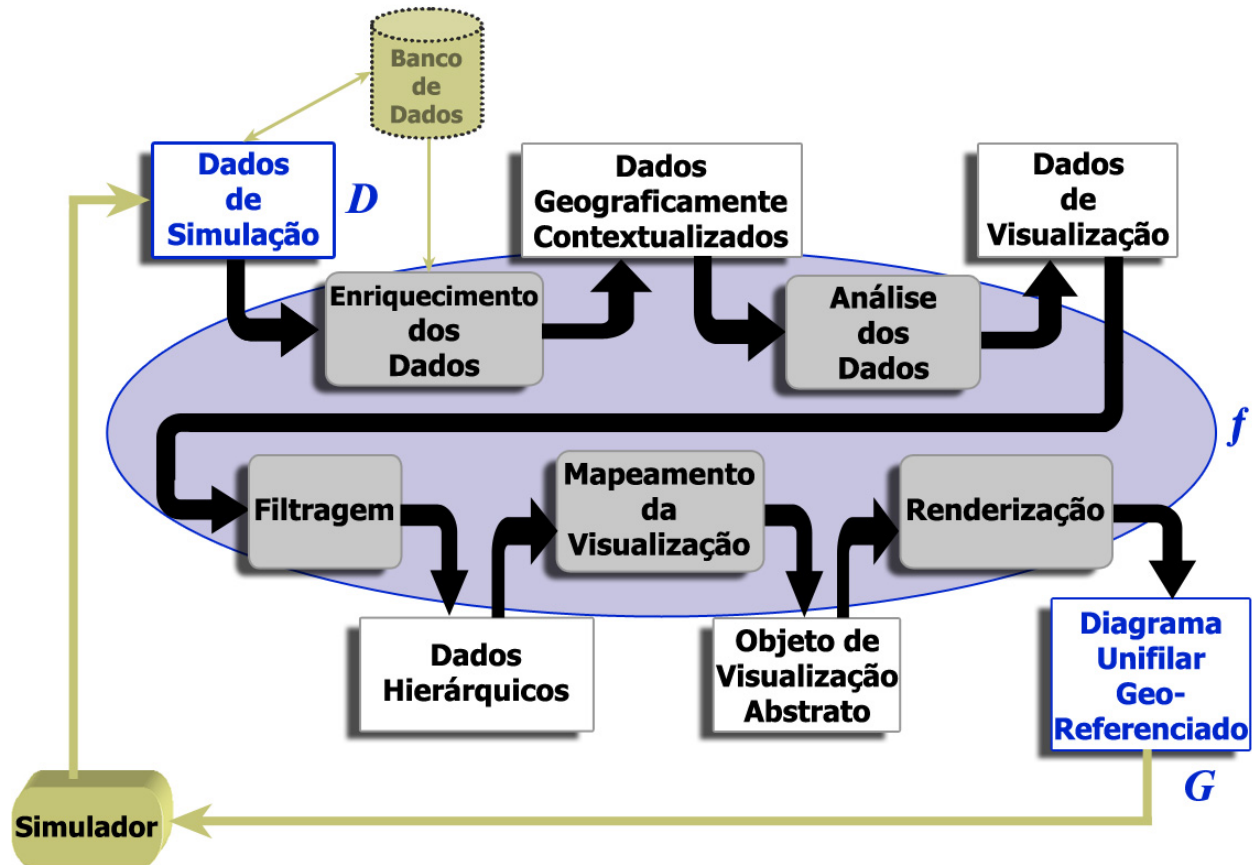 Banco
de
Dados
Dados
de
Simulação
D
Dados
Geograficamente
Contextualizados
Dados
de
Visualização
Enriquecimento
dos
Dados
Análise
dos
Dados
f
Filtragem
Mapeamento
da
Visualização
Renderização
Dados
Hierárquicos
Objeto de
Visualização
Abstrato
Diagrama
Unifilar
Geo-
Referenciado
G
Simulador